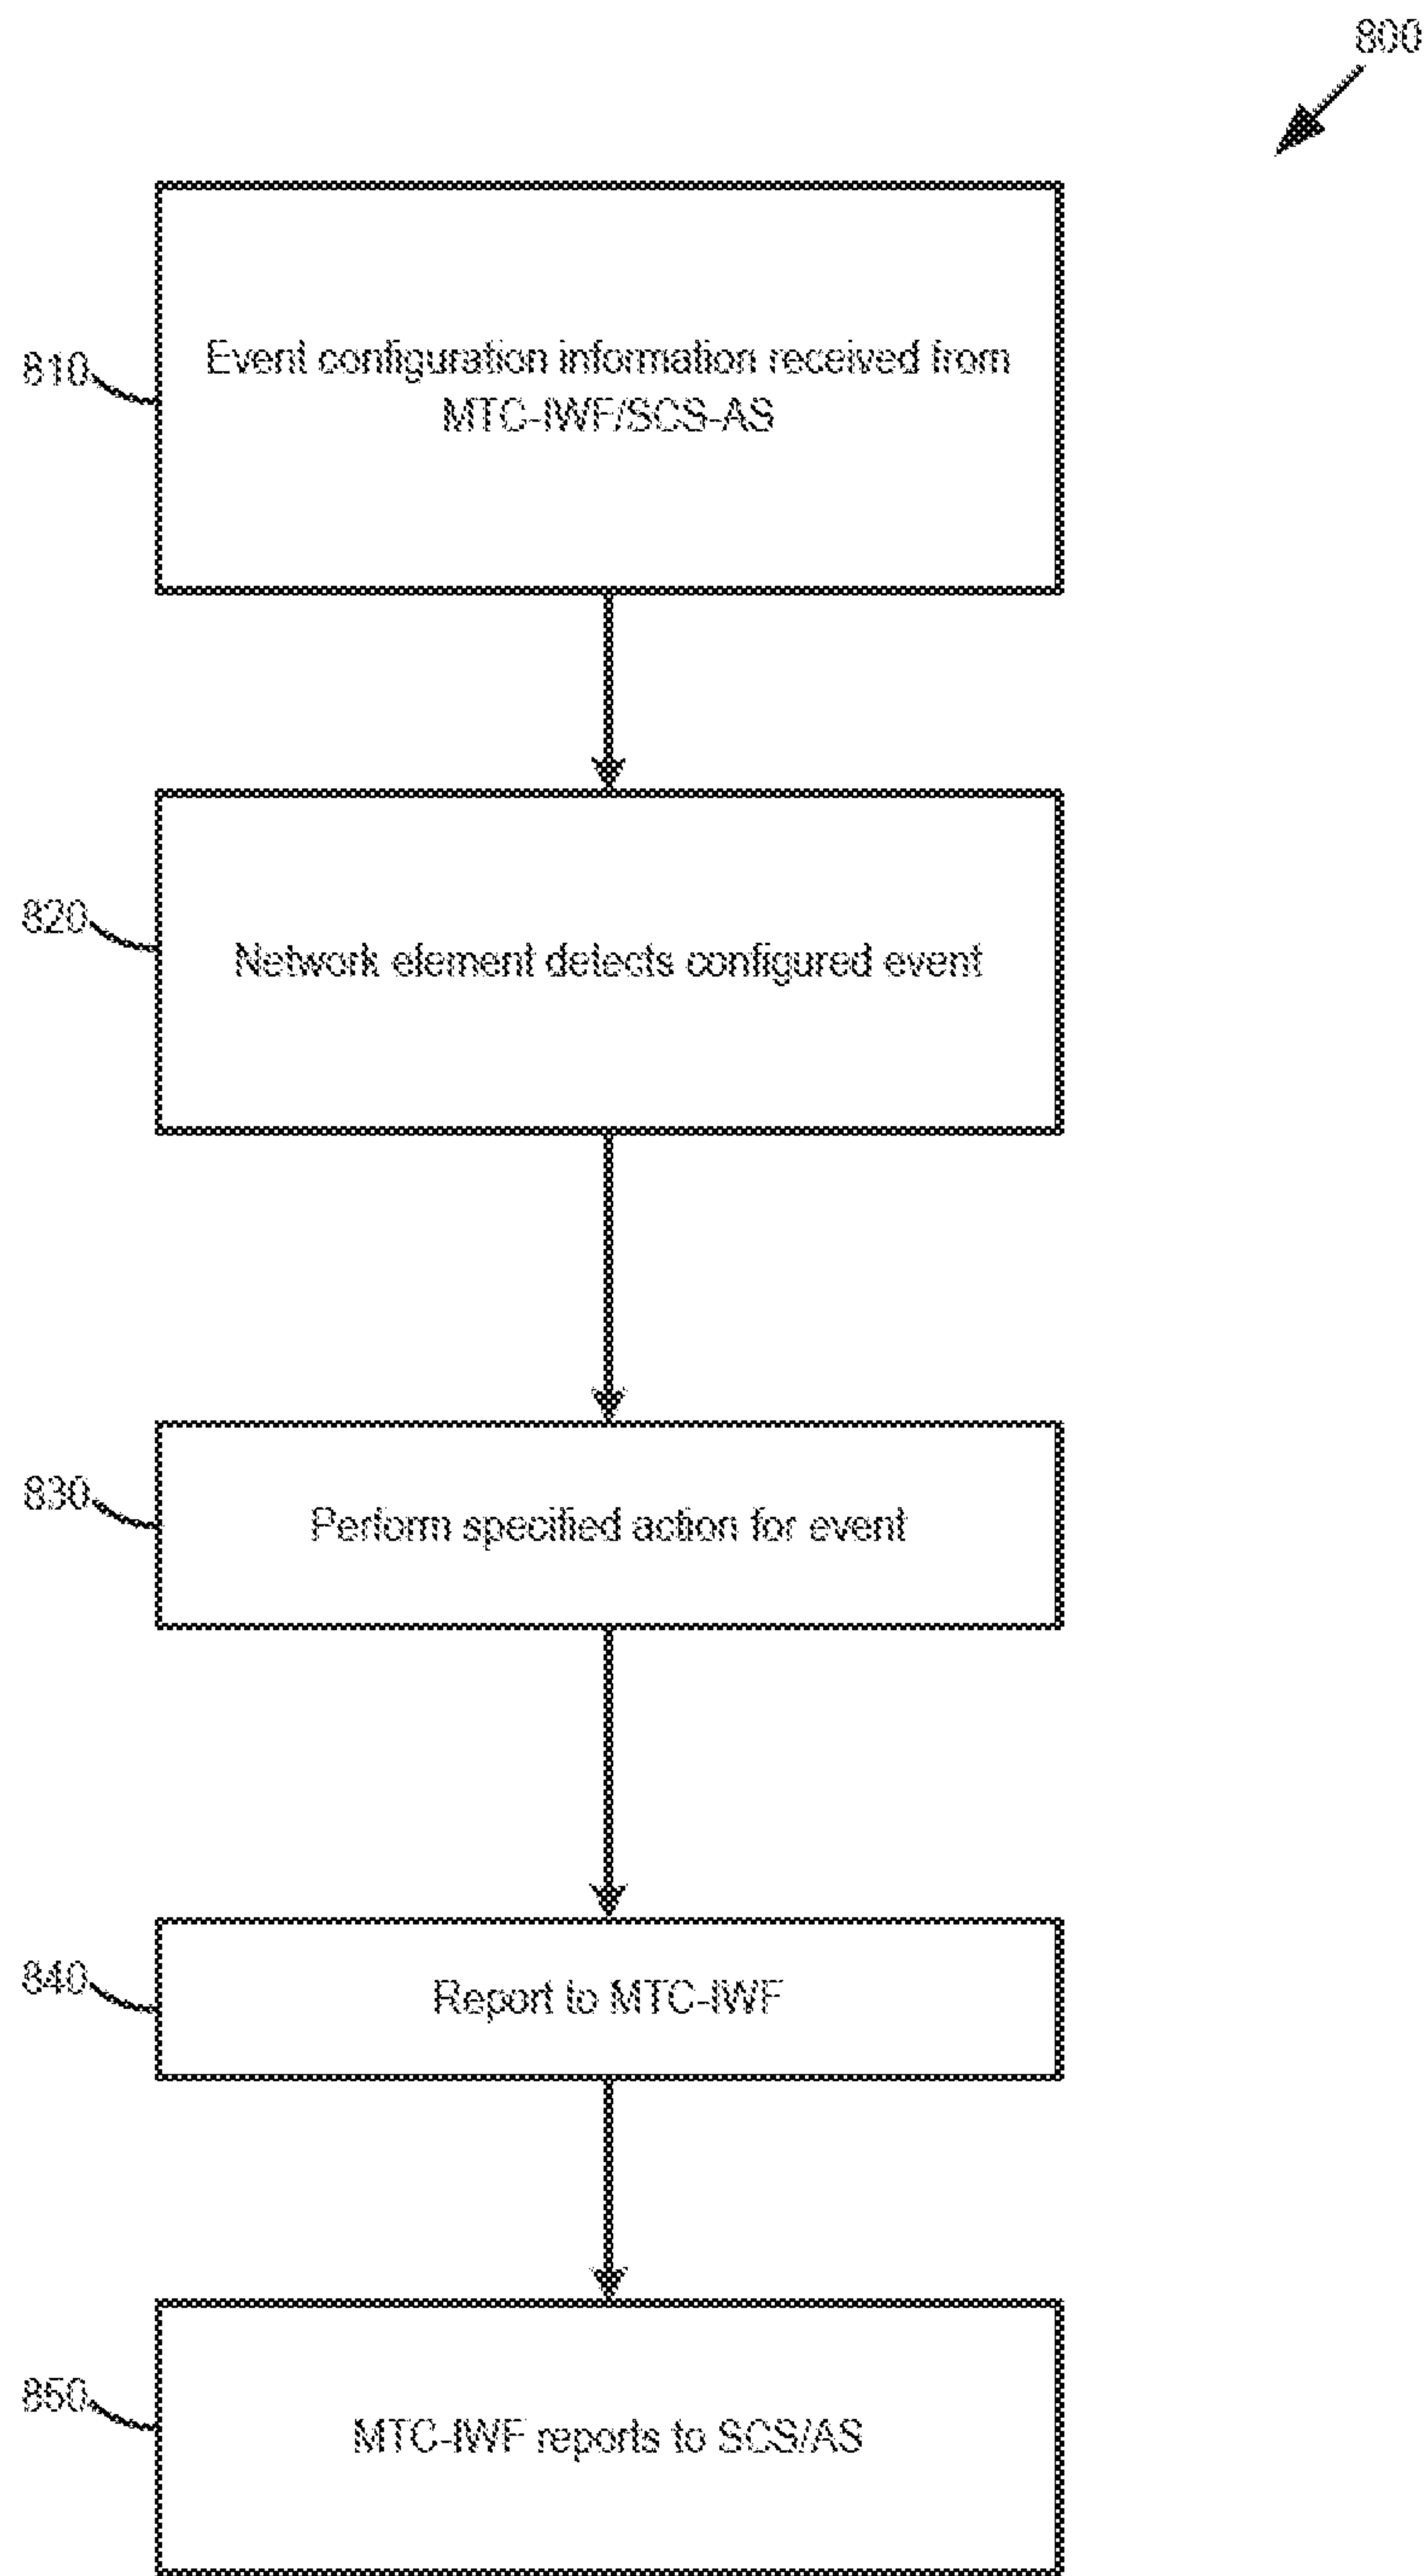 800
810
Event configuration information received from
MTC-IWF/SCS-AS
820
Network element detects configured event
830
Perform specified action for event
840
Report to MTC-IWF
850
MTC-IWF reports to SCS/AS